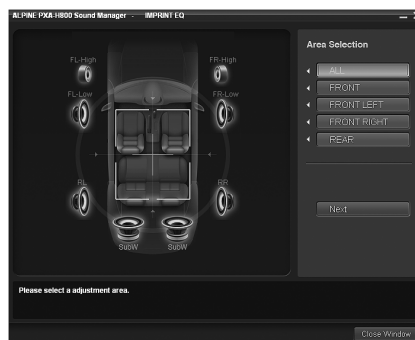 ALPINE PXA-H800 Sound Manager - IMPRINT EQ
Area Selection
FL-High
FR-High
ALL
FL-Low
FR-Low
FRONT
FRONT LEFT
FRONT RIGHT
REAR
RL
RR
Next
SubW
SubW
Please select a adjustment area.
Close Window